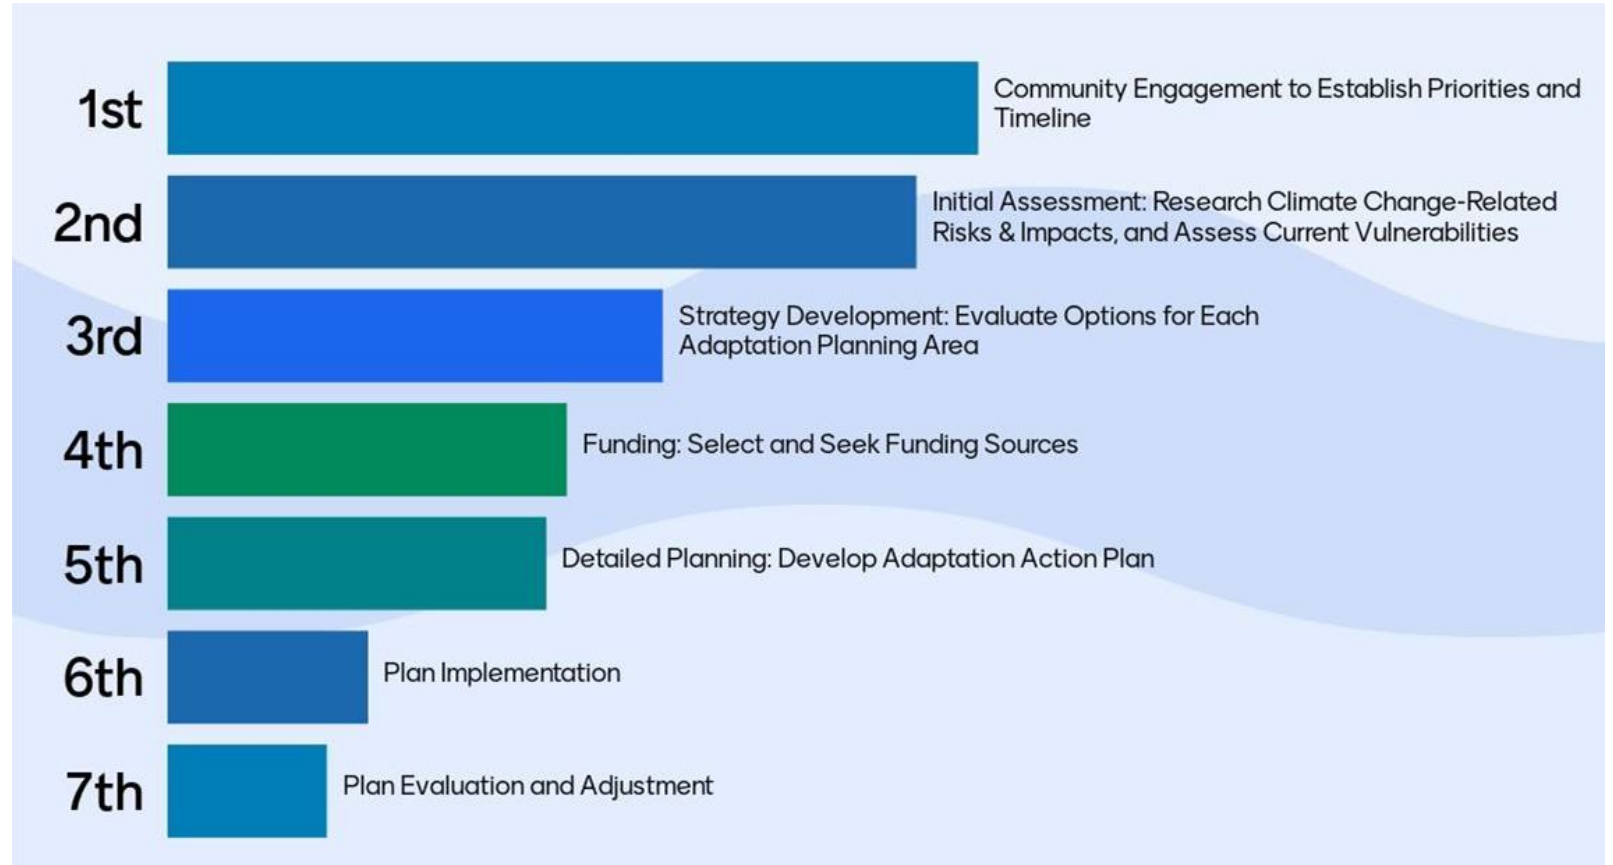 1st
Community Engagement to Establish Priorities and
Timeline
2nd
Initial Assessment: Research Climate Change-Related
Risks & Impacts, and Assess Current Vulnerabilities
3rd
Strategy Development: Evaluate Options for Each
Adaptation Planning Area
4th
Funding: Select and Seek Funding Sources
5th
Detailed Planning: Develop Adaptation Action Plan
6th
Plan Implementation
7th
Plan Evaluation and Adjustment